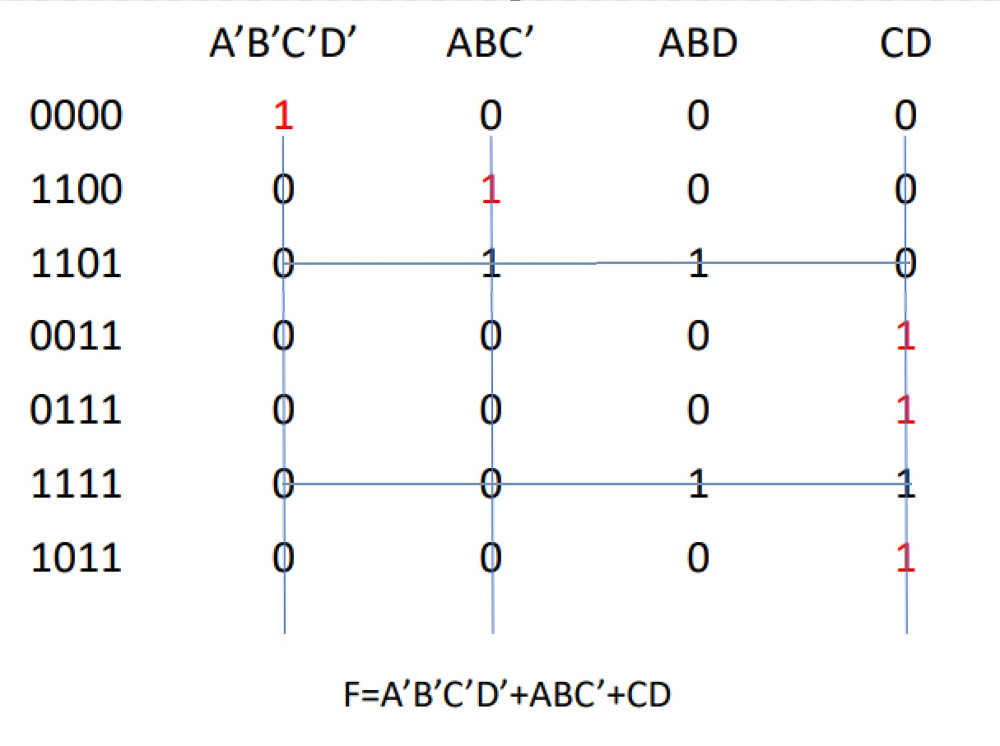 A′B′C′D′ ABC′ ABD CD
0000 1 0 0 0
1100 0 1 0 0
1101 0 1 1 0
0011 0 0 0 1
0111 0 0 0 1
1111 0 0 1 1
1011 0 0 0 1
F=A′B′C′D′+ABC′+CD